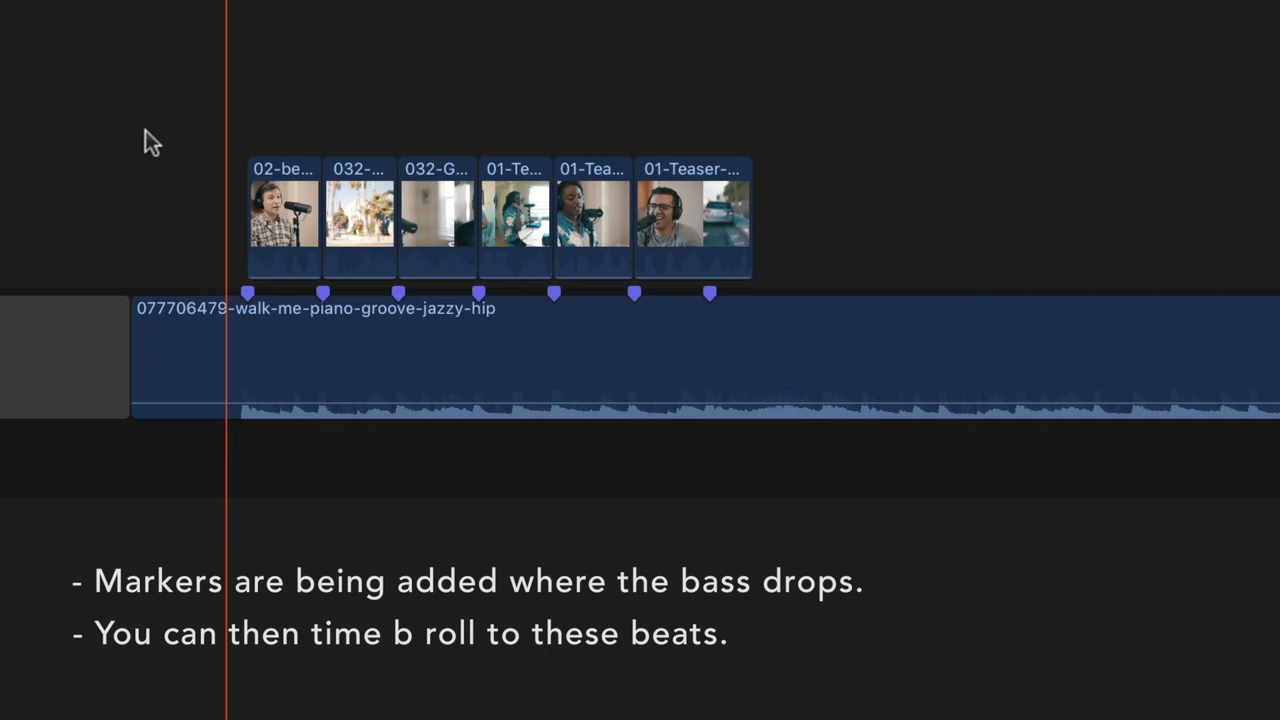 02-be... 032-... 032-G... 01-Te... 01-Tea... 01-Teaser-...
077706479-walk-me-piano-groove-jazzy-hip
- Markers are being added where the bass drops.
- You can then time b roll to these beats.